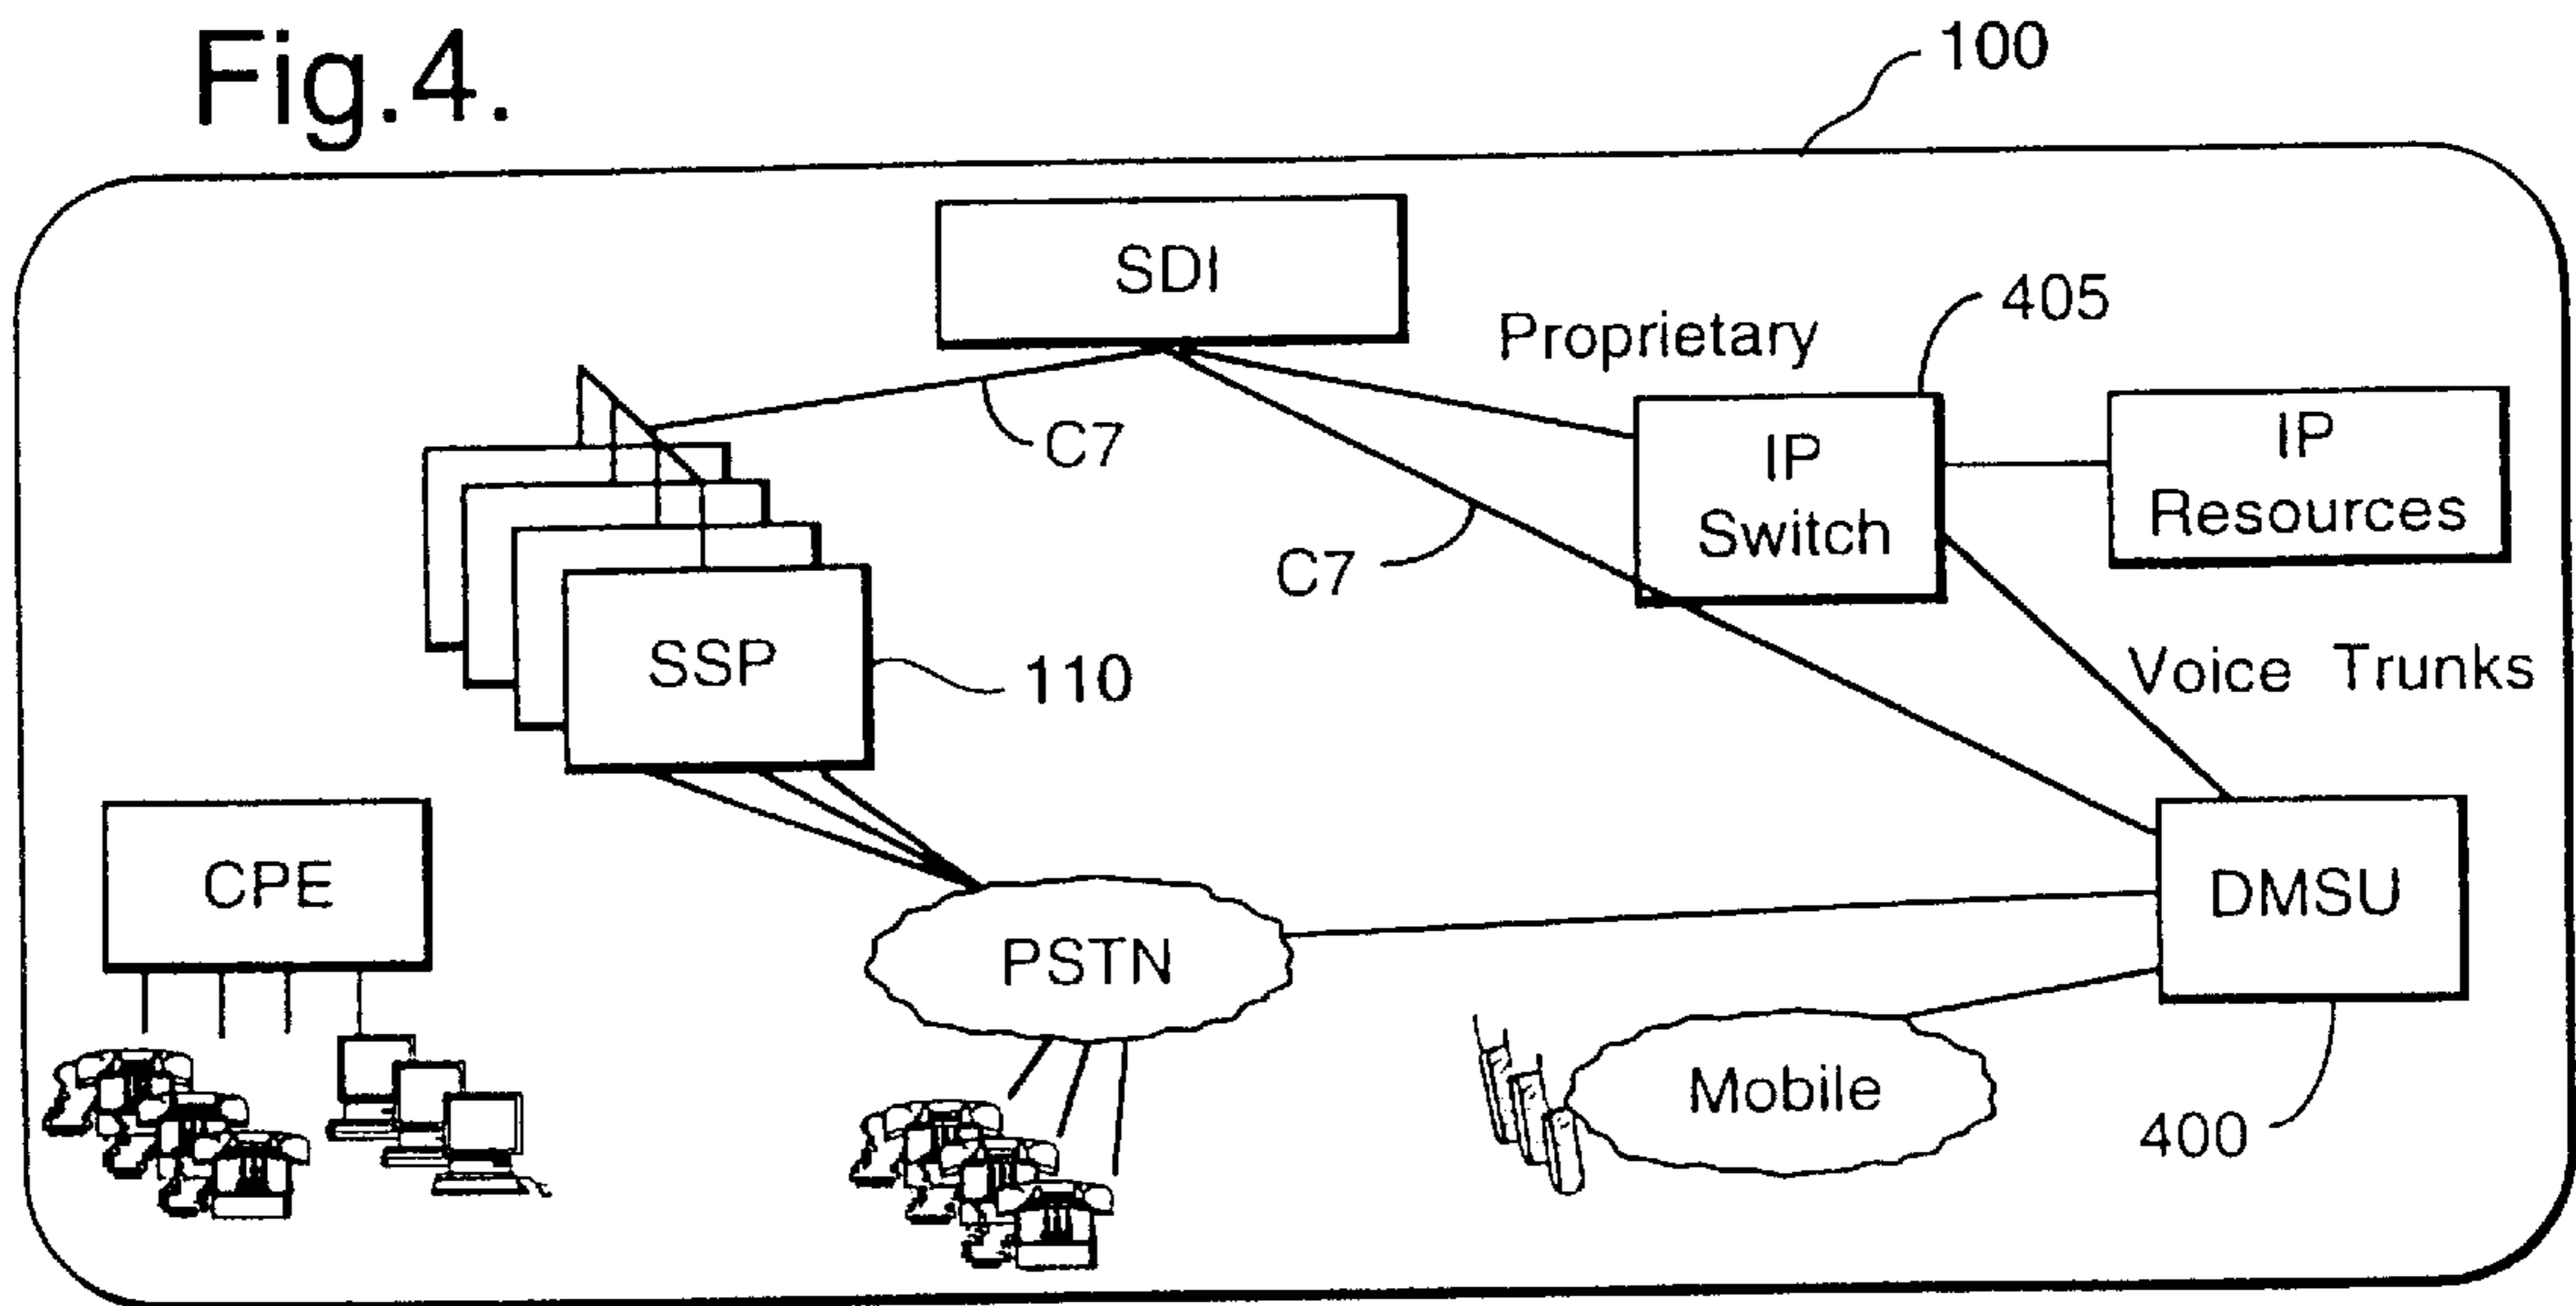 Fig.4.
100
SDI
Proprietary
405
C7
IP
Switch
IP
Resources
C7
SSP
110
Voice Trunks
CPE
PSTN
DMSU
Mobile
400